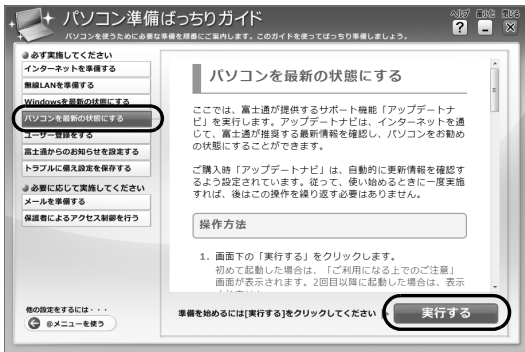 パソコン準備ばっちりガイド
パソコンを使うために必要な準備を順番にご案内します。このガイドを使ってばっちり準備しましょう。
ヘルプ 最小化 閉じる
必ず実施してください
インターネットを準備する
無線LANを準備する
Windowsを最新の状態にする
パソコンを最新の状態にする
ユーザー登録をする
富士通からのお知らせを設定する
トラブルに備え設定を保存する
必要に応じて実施してください
メールを準備する
保護者によるアクセス制御を行う
他の設定をするには・・・
@メニューを使う
パソコンを最新の状態にする
ここでは、富士通が提供するサポート機能「アップデートナ
ビ」を実行します。アップデートナビは、インターネットを通
じて、富士通が推奨する最新情報を確認し、パソコンをお勧め
の状態にすることができます。
ご購入時「アップデートナビ」は、自動的に更新情報を確認す
るよう設定されています。従って、使い始めるときに一度実施
すれば、後はこの操作を繰り返す必要はありません。
操作方法
1. 画面下の「実行する」をクリックします。
初めて起動した場合は、「ご利用になる上でのご注意」
画面が表示されます。2回目以降に起動した場合は、表示
準備を始めるには[実行する]をクリックしてください
実行する